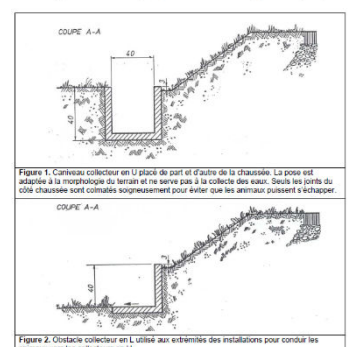 COUPE A-A
60
40
Figure 1. Caniveau collecteur en U placé de part et d'autre de la chaussée. La pose est
adaptée à la morphologie du terrain et ne serve pas à la collecte des eaux. Seuls les joints du
côté chaussée sont colmatés soigneusement pour éviter que les animaux puissent s'échapper.
COUPE A-A
40
Figure 2. Obstacle collecteur en L utilisé aux extrémités des installations pour conduire les